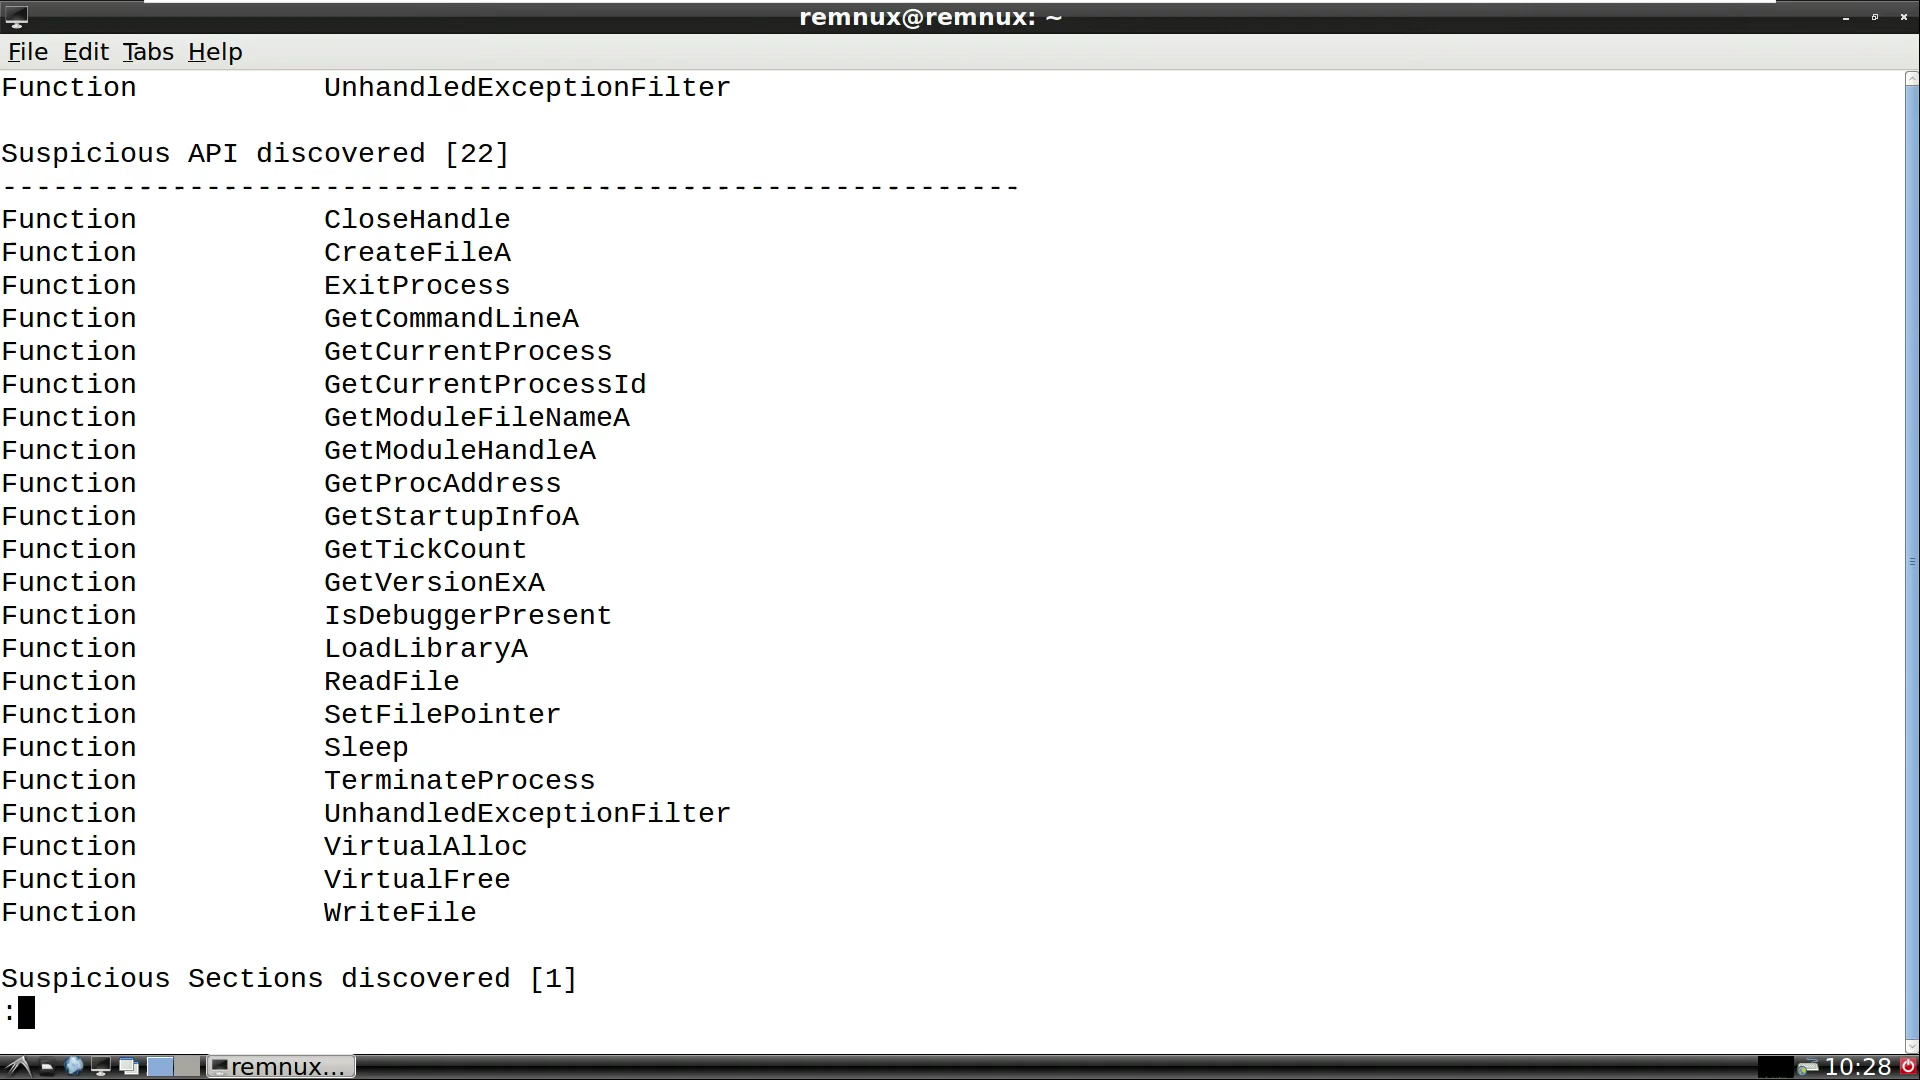 remnux@remnux: ~
File Edit Tabs Help
Function           UnhandledExceptionFilter
Suspicious API discovered [22]
------------------------------------------------------------
Function           CloseHandle
Function           CreateFileA
Function           ExitProcess
Function           GetCommandLineA
Function           GetCurrentProcess
Function           GetCurrentProcessId
Function           GetModuleFileNameA
Function           GetModuleHandleA
Function           GetProcAddress
Function           GetStartupInfoA
Function           GetTickCount
Function           GetVersionExA
Function           IsDebuggerPresent
Function           LoadLibraryA
Function           ReadFile
Function           SetFilePointer
Function           Sleep
Function           TerminateProcess
Function           UnhandledExceptionFilter
Function           VirtualAlloc
Function           VirtualFree
Function           WriteFile
Suspicious Sections discovered [1]
:
remnux... 10:28